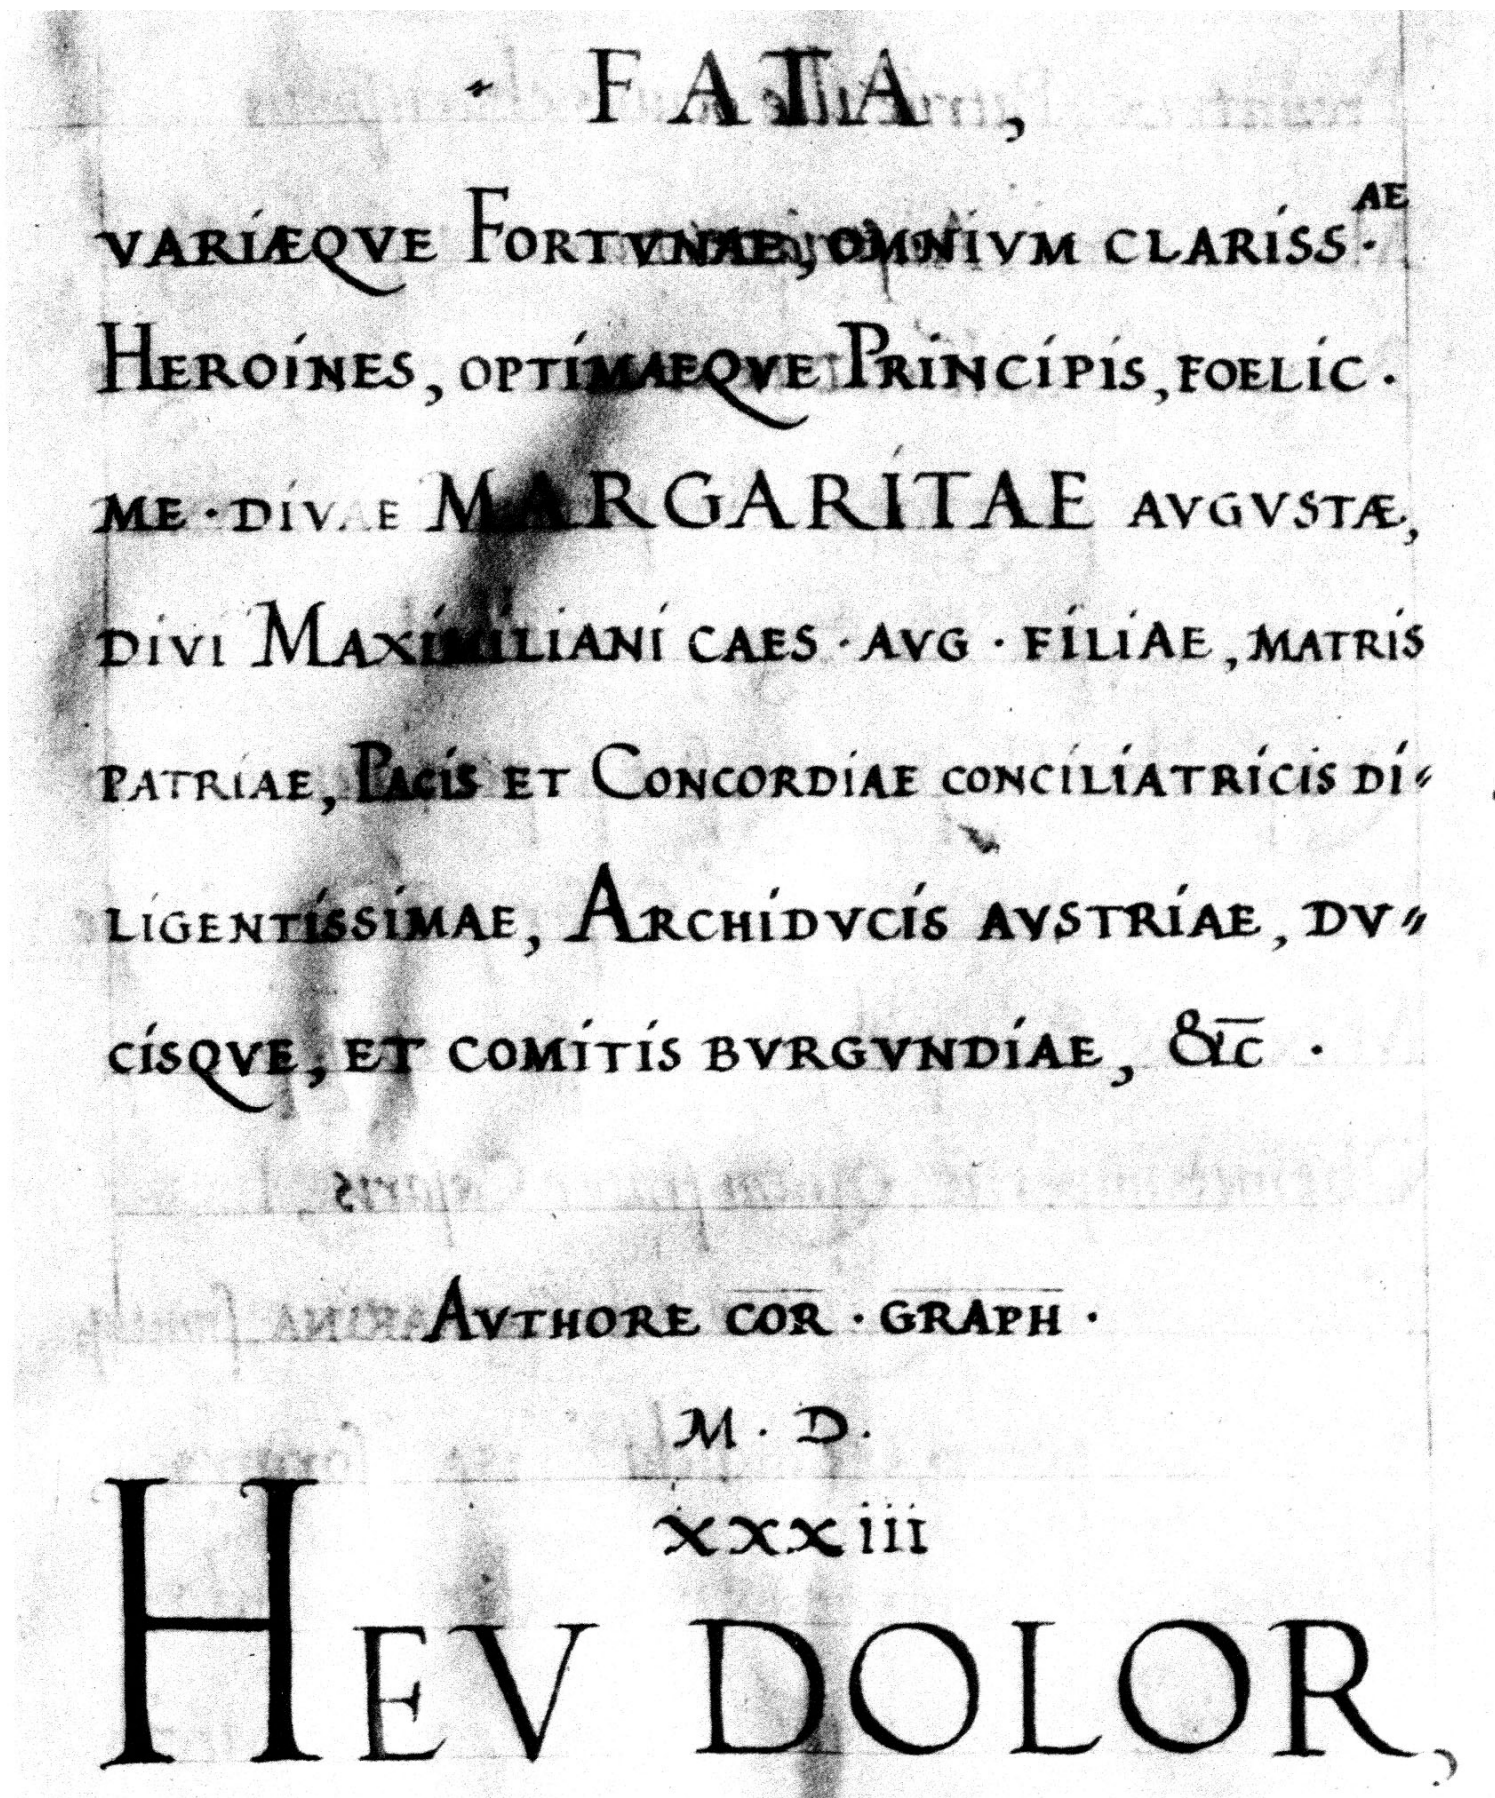 FATA,
VARIÆQVE FORTVNAE, OMNIVM CLARISS·AE
HEROINES, OPTIMAEQVE PRINCIPIS, FOELIC·
ME·DIVAE MARGARITAE AVGVSTÆ,
DIVI MAXIMILIANI CAES·AVG·FILIAE, MATRIS
PATRIAE, PACIS ET CONCORDIAE CONCILIATRICIS DI〃
LIGENTISSIMAE, ARCHIDVCIS AVSTRIAE, DV〃
CISQVE, ET COMITIS BVRGVNDIAE, &c·
AVTHORE COR·GRAPH·
M·D.
xxxiii
HEV DOLOR,